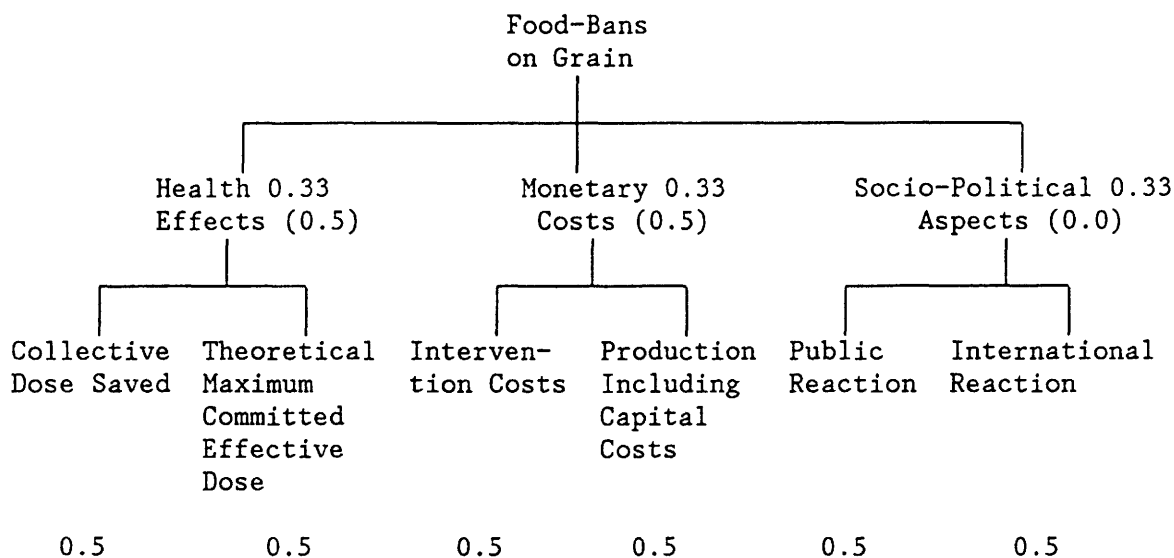 Food-Bans
on Grain
Health 0.33
Effects (0.5)
Monetary 0.33
Costs (0.5)
Socio-Political 0.33
Aspects (0.0)
Collective
Dose Saved
Theoretical
Maximum
Committed
Effective
Dose
Interven-
tion Costs
Production
Including
Capital
Costs
Public
Reaction
International
Reaction
0.5 0.5 0.5 0.5 0.5 0.5